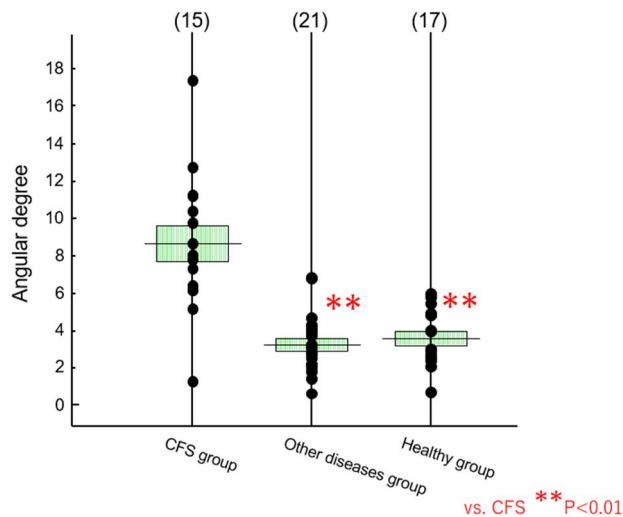 (15) (21) (17)
18
16
14
12
10
8
6
4
2
0
Angular degree
** **
CFS group
Other diseases group
Healthy group
vs. CFS **P<0.01